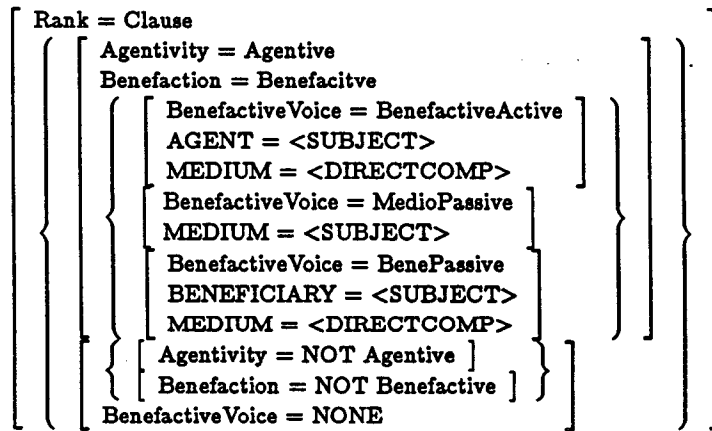 Rank = Clause
Agentivity = Agentive
Benefaction = Benefacitve
BenefactiveVoice = BenefactiveActive
AGENT = <SUBJECT>
MEDIUM = <DIRECTCOMP>
BenefactiveVoice = MedioPassive
MEDIUM = <SUBJECT>
BenefactiveVoice = BenePassive
BENEFICIARY = <SUBJECT>
MEDIUM = <DIRECTCOMP>
Agentivity = NOT Agentive
Benefaction = NOT Benefactive
BenefactiveVoice = NONE